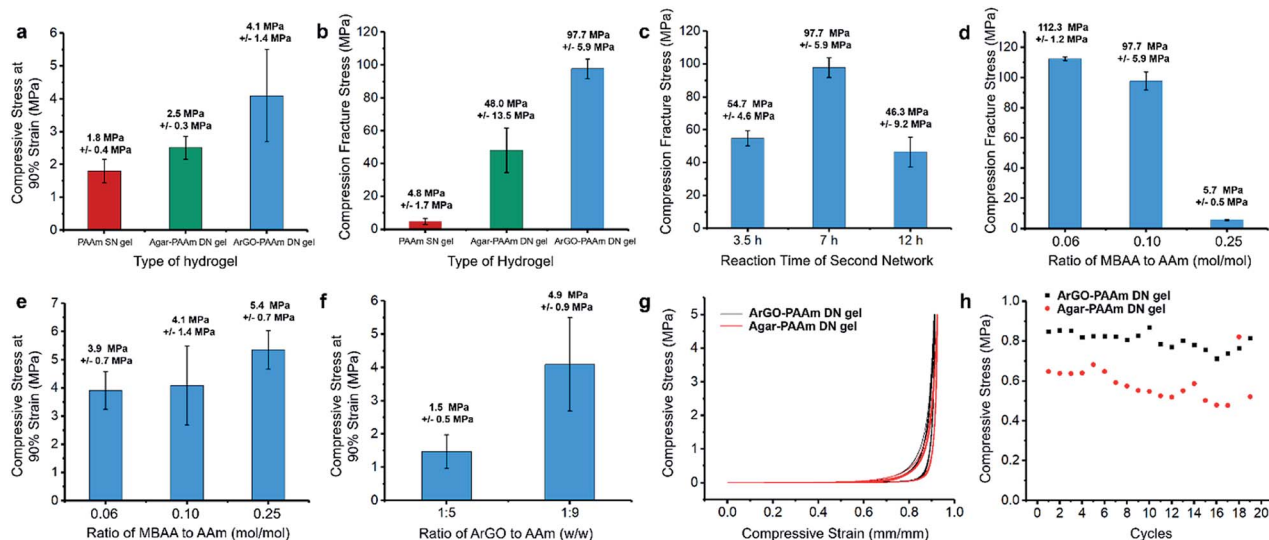 a
Compressive Stress at
90% Strain (MPa)
6
5
4
3
2
1
0
1.8 MPa
+/- 0.4 MPa
2.5 MPa
+/- 0.3 MPa
4.1 MPa
+/- 1.4 MPa
PAAm SN gel
Agar-PAAm DN gel
ArGO-PAAm DN gel
Type of hydrogel
b
Compression Fracture Stress (MPa)
120
100
80
60
40
20
0
4.8 MPa
+/- 1.7 MPa
48.0 MPa
+/- 13.5 MPa
97.7 MPa
+/- 5.9 MPa
PAAm SN gel
Agar-PAAm DN gel
ArGO-PAAm DN gel
Type of Hydrogel
c
Compression Fracture Stress (MPa)
120
100
80
60
40
20
0
54.7 MPa
+/- 4.6 MPa
97.7 MPa
+/- 5.9 MPa
46.3 MPa
+/- 9.2 MPa
3.5 h
7 h
12 h
Reaction Time of Second Network
d
Compression Fracture Stress (MPa)
120
100
80
60
40
20
0
112.3 MPa
+/- 1.2 MPa
97.7 MPa
+/- 5.9 MPa
5.7 MPa
+/- 0.5 MPa
0.06
0.10
0.25
Ratio of MBAA to AAm (mol/mol)
e
Compressive Stress at
90% Strain (MPa)
7
6
5
4
3
2
1
0
3.9 MPa
+/- 0.7 MPa
4.1 MPa
+/- 1.4 MPa
5.4 MPa
+/- 0.7 MPa
0.06
0.10
0.25
Ratio of MBAA to AAm (mol/mol)
f
Compressive Stress at
90% Strain (MPa)
6
5
4
3
2
1
0
1.5 MPa
+/- 0.5 MPa
4.9 MPa
+/- 0.9 MPa
1:5
1:9
Ratio of ArGO to AAm (w/w)
g
Compressive Stress (MPa)
5
4
3
2
1
0
ArGO-PAAm DN gel
Agar-PAAm DN gel
0.0
0.2
0.4
0.6
0.8
1.0
Compressive Strain (mm/mm)
h
Compressive Stress (MPa)
1.0
0.8
0.6
0.4
0.2
0.0
ArGO-PAAm DN gel
Agar-PAAm DN gel
0
2
4
6
8
10
12
14
16
18
20
Cycles